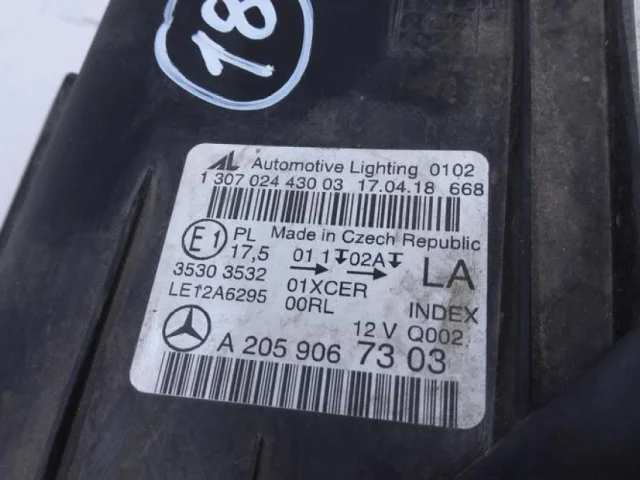 18
AL Automotive Lighting 0102
1 307 024 430 03 17.04.18 668
E1 PL Made in Czech Republic
17,5 01 1 02A
3530 3532 LA
LE12A6295 01XCER
00RL INDEX
12 V Q002
A 205 906 73 03